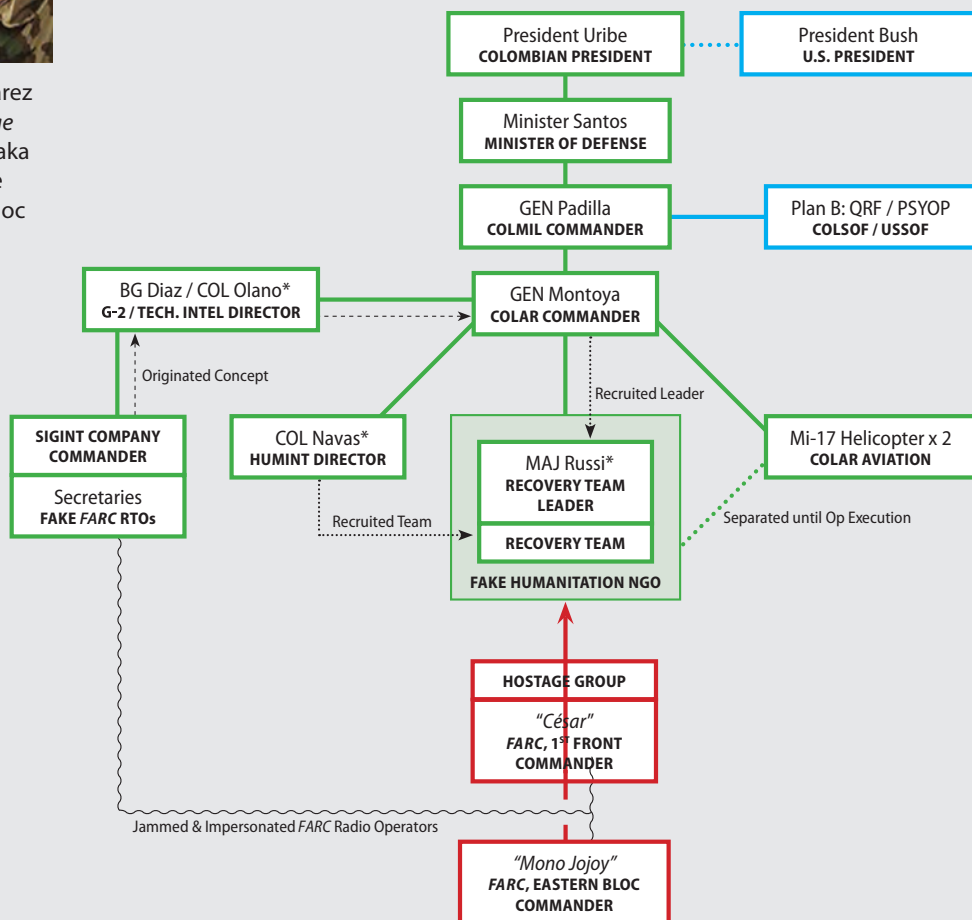 arez
ue
aka
e
oc
President Uribe
COLOMBIAN PRESIDENT
President Bush
U.S. PRESIDENT
Minister Santos
MINISTER OF DEFENSE
GEN Padilla
COLMIL COMMANDER
Plan B: QRF / PSYOP
COLSOF / USSOF
BG Diaz / COL Olano*
G-2 / TECH. INTEL DIRECTOR
GEN Montoya
COLAR COMMANDER
Originated Concept
Recruited Leader
SIGINT COMPANY
COMMANDER
Secretaries
FAKE FARC RTOs
COL Navas*
HUMINT DIRECTOR
MAJ Russi*
RECOVERY TEAM
LEADER
RECOVERY TEAM
FAKE HUMANITATION NGO
Mi-17 Helicopter x 2
COLAR AVIATION
Recruited Team
Separated until Op Execution
HOSTAGE GROUP
"César"
FARC, 1ST FRONT
COMMANDER
Jammed & Impersonated FARC Radio Operators
"Mono Jojoy"
FARC, EASTERN BLOC
COMMANDER